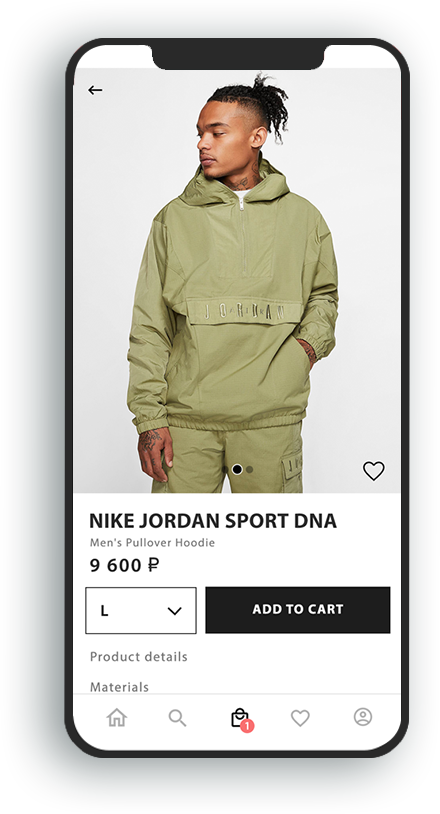 JORDAN
NIKE JORDAN SPORT DNA
Men's Pullover Hoodie
9 600 ₽
L
ADD TO CART
Product details
Materials
1